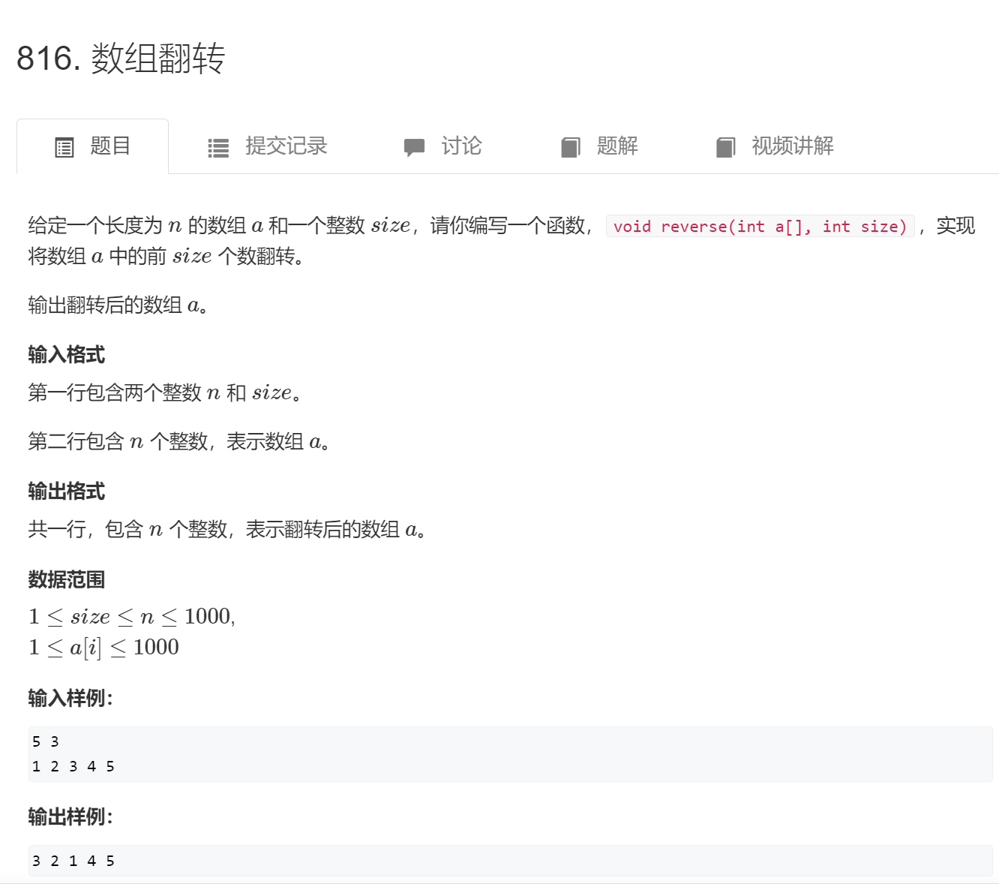 816. 数组翻转
题目 提交记录 讨论 题解 视频讲解
给定一个长度为 n 的数组 a 和一个整数 size，请你编写一个函数， void reverse(int a[], int size) ，实现
将数组 a 中的前 size 个数翻转。
输出翻转后的数组 a。
输入格式
第一行包含两个整数 n 和 size。
第二行包含 n 个整数，表示数组 a。
输出格式
共一行，包含 n 个整数，表示翻转后的数组 a。
数据范围
1 ≤ size ≤ n ≤ 1000,
1 ≤ a[i] ≤ 1000
输入样例：
5 3
1 2 3 4 5
输出样例：
3 2 1 4 5